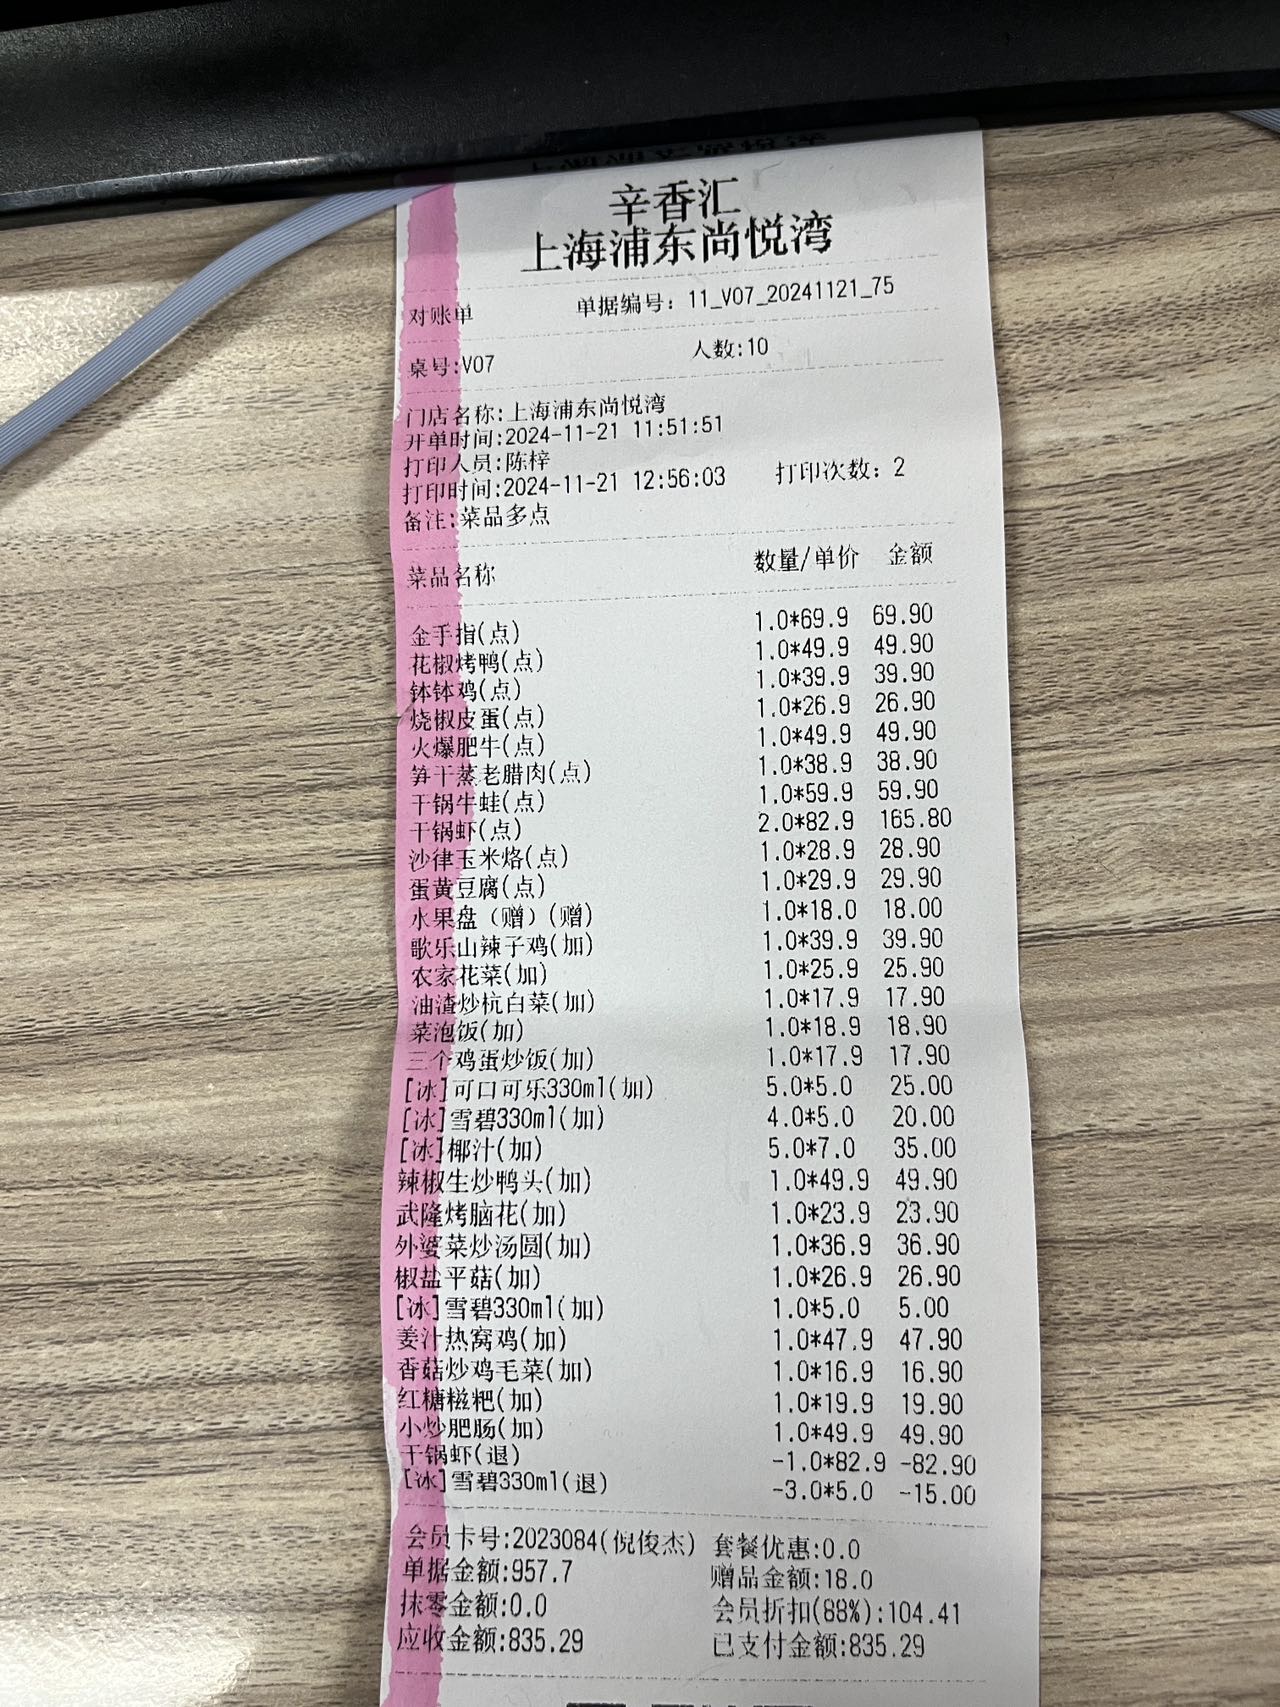 辛香汇
上海浦东尚悦湾
对账单 单据编号: 11_V07_20241121_75
桌号:V07 人数:10
门店名称:上海浦东尚悦湾
开单时间:2024-11-21 11:51:51
打印人员:陈梓
打印时间:2024-11-21 12:56:03 打印次数: 2
备注:菜品多点
菜品名称 数量/单价 金额
金手指(点) 1.0*69.9 69.90
花椒烤鸭(点) 1.0*49.9 49.90
钵钵鸡(点) 1.0*39.9 39.90
烧椒皮蛋(点) 1.0*26.9 26.90
火爆肥牛(点) 1.0*49.9 49.90
笋干蒸老腊肉(点) 1.0*38.9 38.90
干锅牛蛙(点) 1.0*59.9 59.90
干锅虾(点) 2.0*82.9 165.80
沙律玉米烙(点) 1.0*28.9 28.90
蛋黄豆腐(点) 1.0*29.9 29.90
水果盘（赠）(赠) 1.0*18.0 18.00
歌乐山辣子鸡(加) 1.0*39.9 39.90
农家花菜(加) 1.0*25.9 25.90
油渣炒杭白菜(加) 1.0*17.9 17.90
菜泡饭(加) 1.0*18.9 18.90
三个鸡蛋炒饭(加) 1.0*17.9 17.90
[冰]可口可乐330ml(加) 5.0*5.0 25.00
[冰]雪碧330ml(加) 4.0*5.0 20.00
[冰]椰汁(加) 5.0*7.0 35.00
辣椒生炒鸭头(加) 1.0*49.9 49.90
武隆烤脑花(加) 1.0*23.9 23.90
外婆菜炒汤圆(加) 1.0*36.9 36.90
椒盐平菇(加) 1.0*26.9 26.90
[冰]雪碧330ml(加) 1.0*5.0 5.00
姜汁热窝鸡(加) 1.0*47.9 47.90
香菇炒鸡毛菜(加) 1.0*16.9 16.90
红糖糍粑(加) 1.0*19.9 19.90
小炒肥肠(加) 1.0*49.9 49.90
干锅虾(退) -1.0*82.9 -82.90
[冰]雪碧330ml(退) -3.0*5.0 -15.00
会员卡号:2023084(倪俊杰) 套餐优惠:0.0
单据金额:957.7 赠品金额:18.0
抹零金额:0.0 会员折扣(88%):104.41
应收金额:835.29 已支付金额:835.29